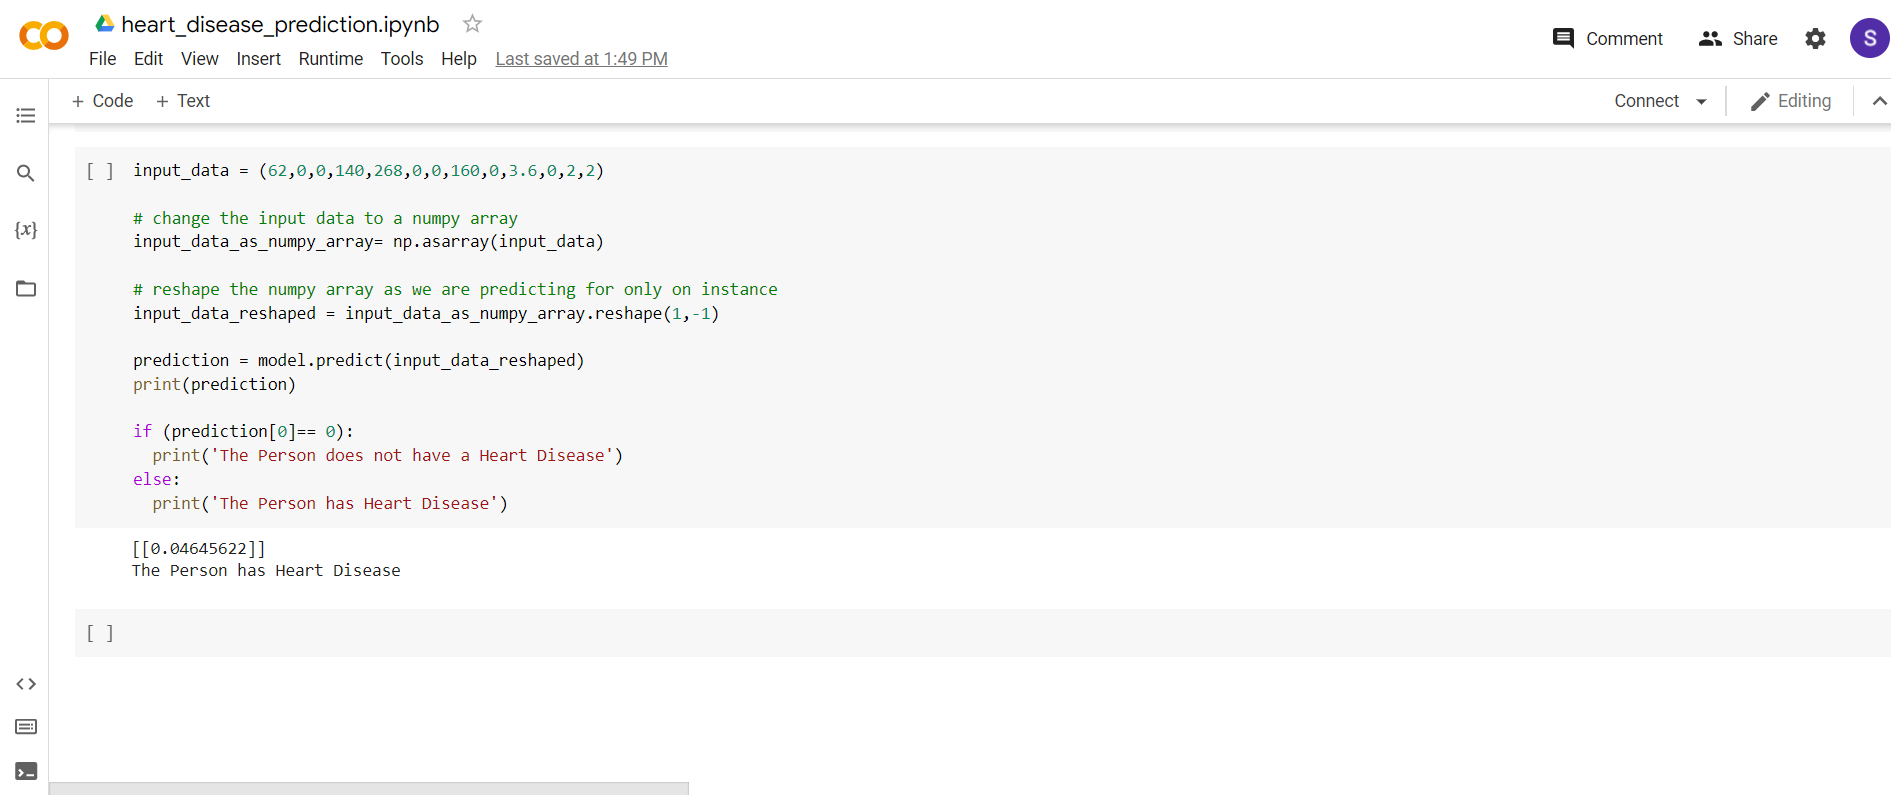 heart_disease_prediction.ipynb
File Edit View Insert Runtime Tools Help Last saved at 1:49 PM
Comment Share S
+ Code + Text
Connect Editing
{x}
[ ] input_data = (62,0,0,140,268,0,0,160,0,3.6,0,2,2)
# change the input data to a numpy array
input_data_as_numpy_array= np.asarray(input_data)
# reshape the numpy array as we are predicting for only on instance
input_data_reshaped = input_data_as_numpy_array.reshape(1,-1)
prediction = model.predict(input_data_reshaped)
print(prediction)
if (prediction[0]== 0):
  print('The Person does not have a Heart Disease')
else:
  print('The Person has Heart Disease')
[[0.04645622]]
The Person has Heart Disease
[ ]